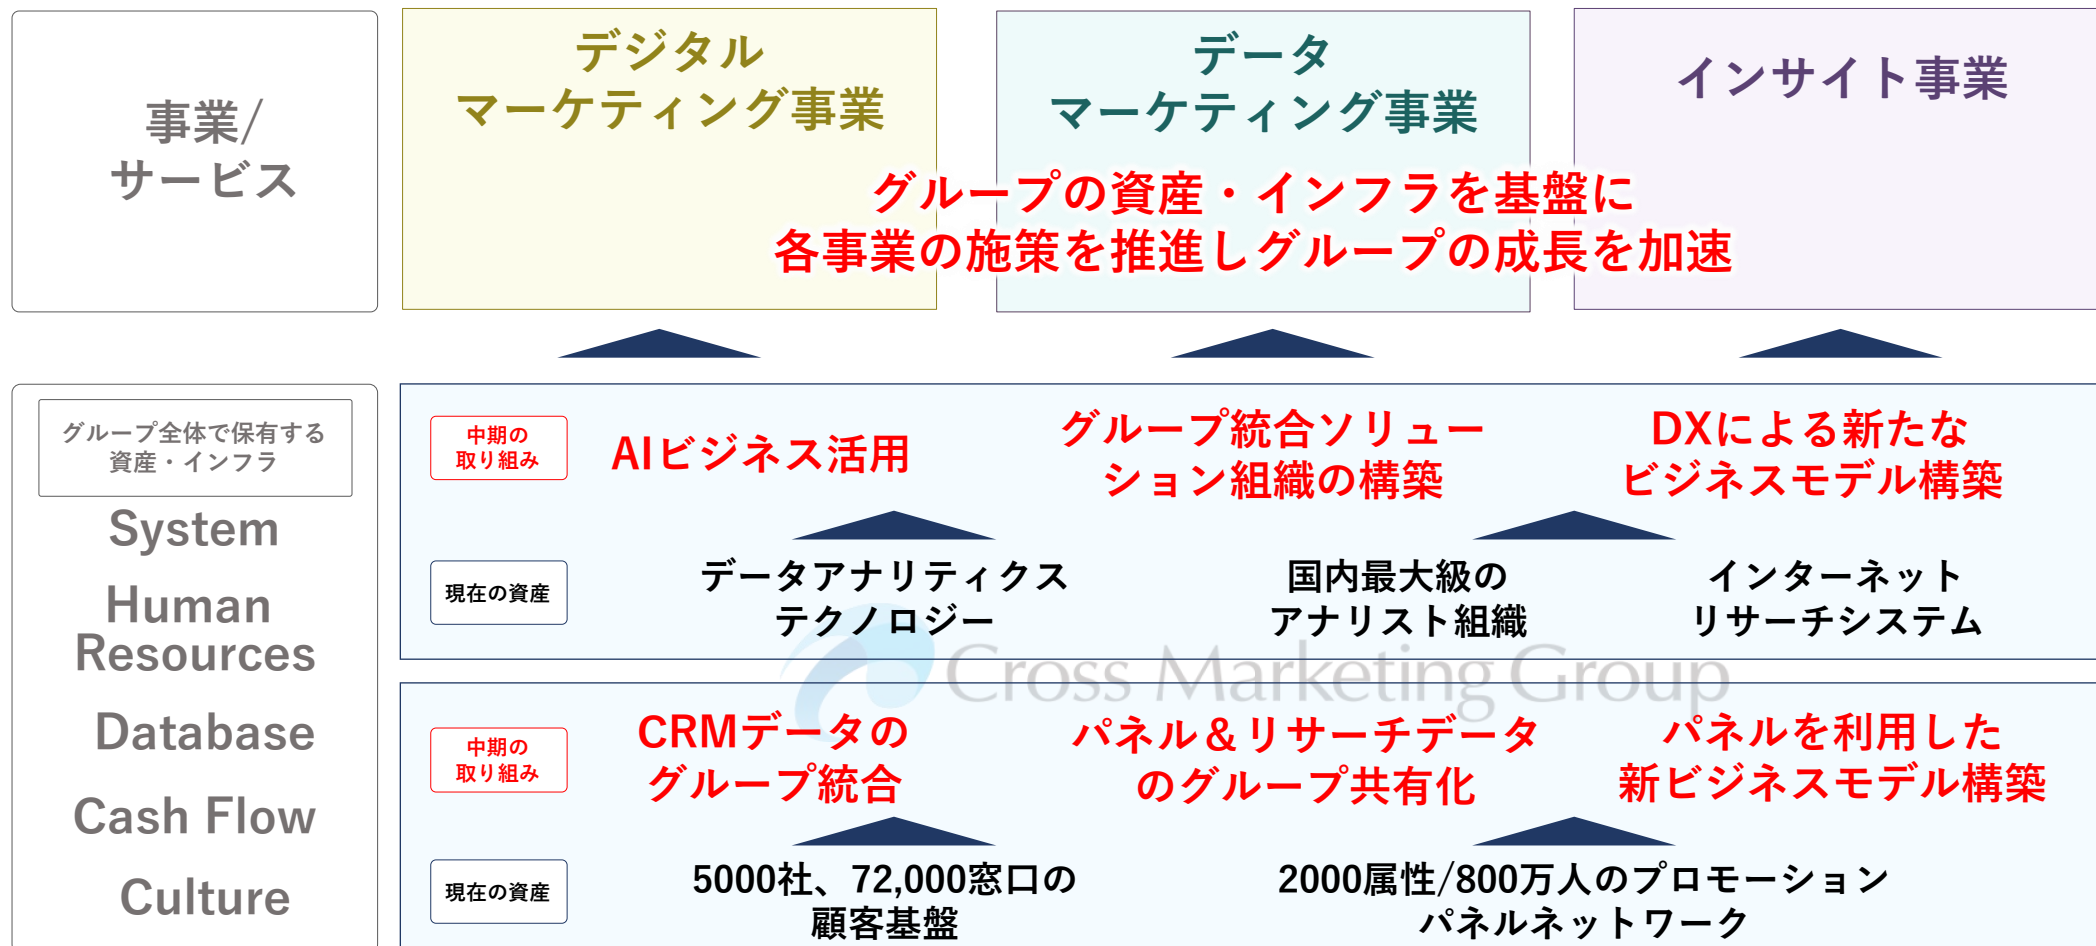 事業/
サービス
デジタル
マーケティング事業
データ
マーケティング事業
インサイト事業
グループの資産・インフラを基盤に
各事業の施策を推進しグループの成長を加速
グループ全体で保有する
資産・インフラ
System
Human
Resources
Database
Cash Flow
Culture
中期の
取り組み
AIビジネス活用
グループ統合ソリュー
ション組織の構築
DXによる新たな
ビジネスモデル構築
現在の資産
データアナリティクス
テクノロジー
国内最大級の
アナリスト組織
インターネット
リサーチシステム
Cross Marketing Group
中期の
取り組み
CRMデータの
グループ統合
パネル＆リサーチデータ
のグループ共有化
パネルを利用した
新ビジネスモデル構築
現在の資産
5000社、72,000窓口の
顧客基盤
2000属性/800万人のプロモーション
パネルネットワーク